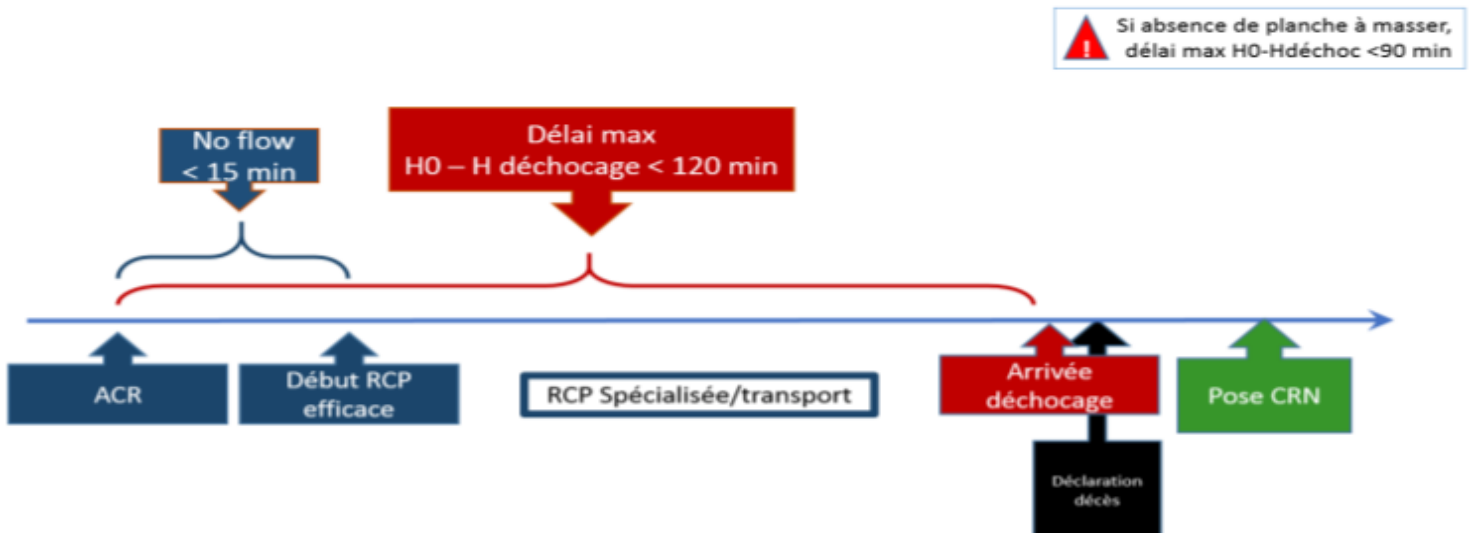 Si absence de planche à masser,
délai max H0-Hdéchoc <90 min
!
No flow
< 15 min
Délai max
H0 – H déchocage < 120 min
ACR
Début RCP
efficace
RCP Spécialisée/transport
Arrivée
déchocage
Pose CRN
Déclaration
décès